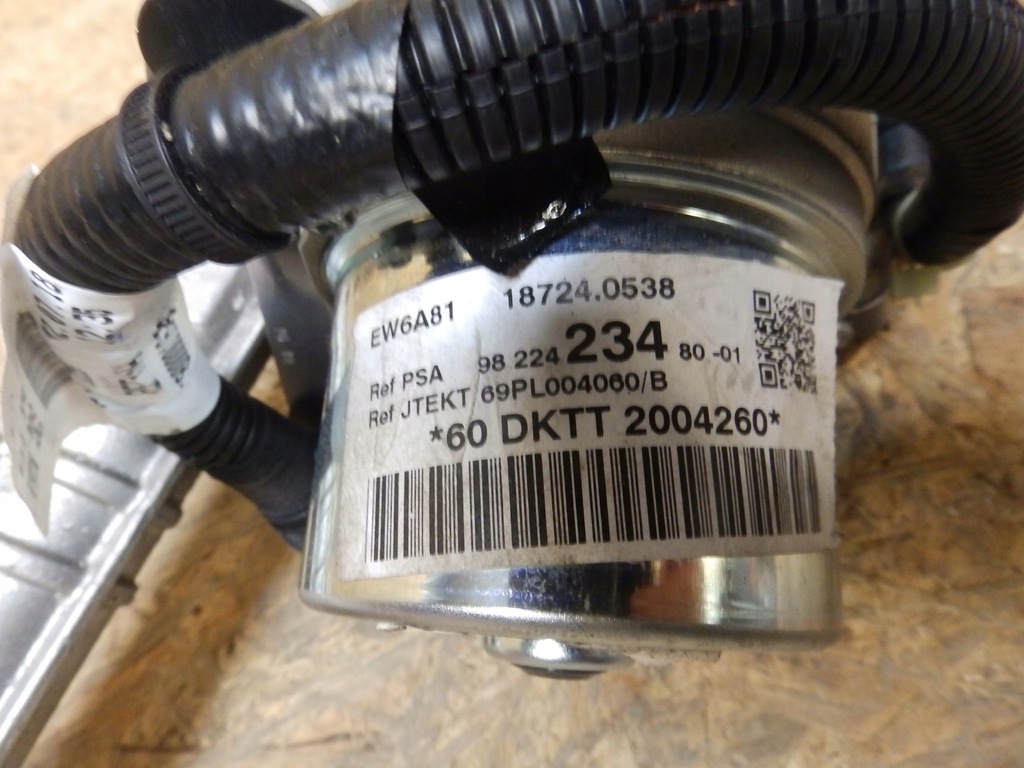 EW6A81 18724.0538
Ref PSA 98 224 234 80 -01
Ref JTEKT 69PL004060/B
*60 DKTT 2004260*